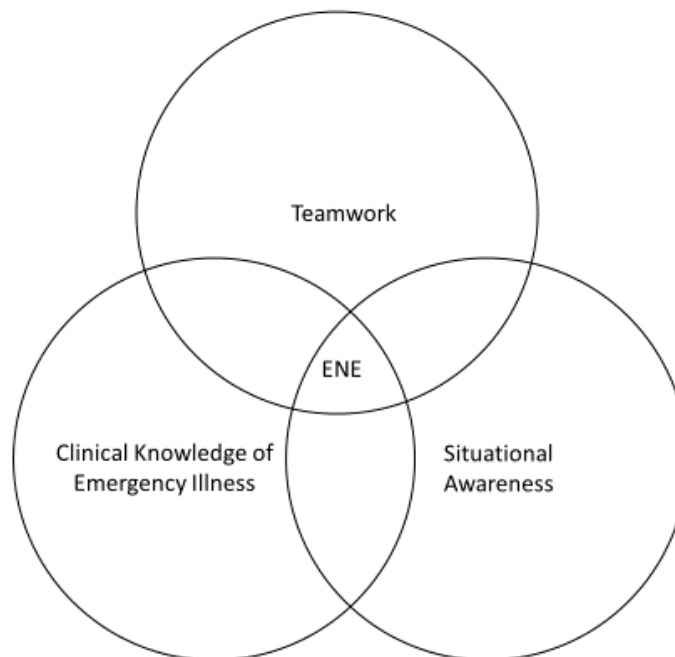 Teamwork
ENE
Clinical Knowledge of
Emergency Illness
Situational
Awareness